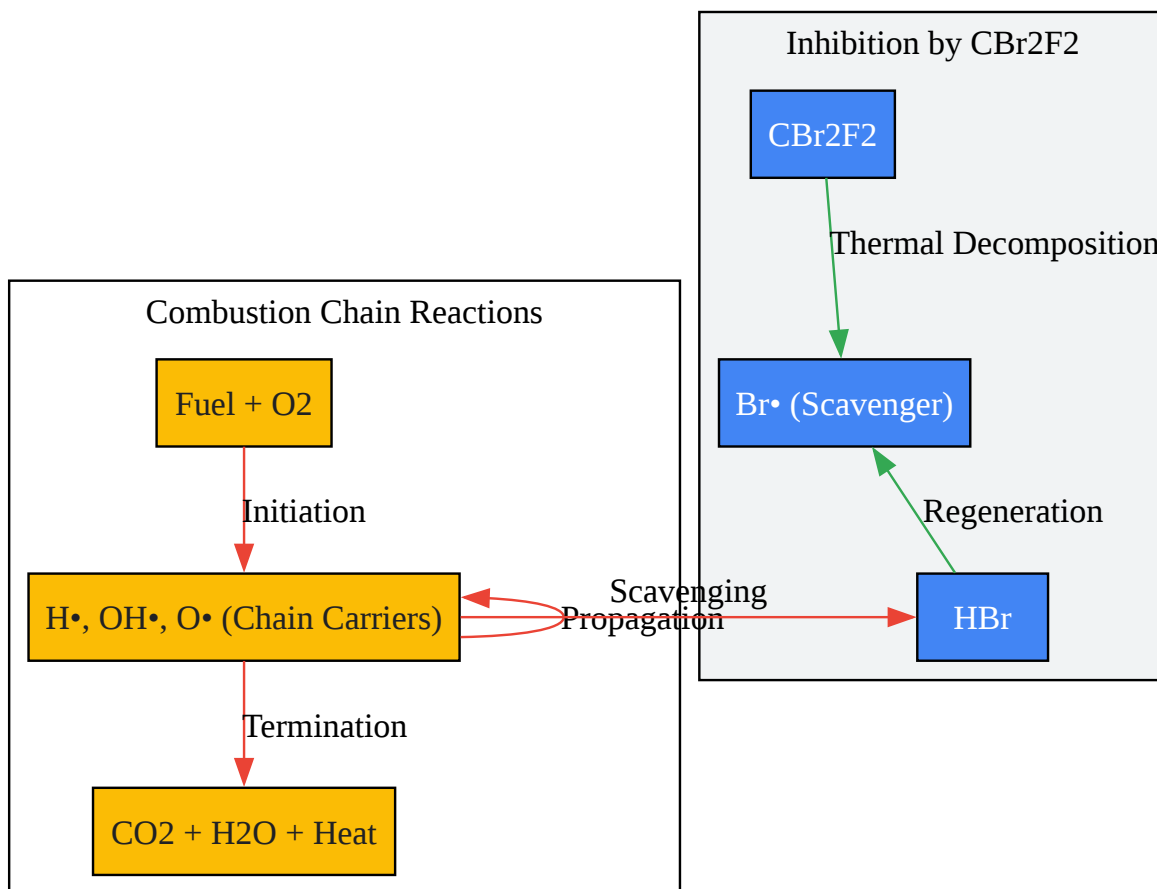 Inhibition by CBr2F2
CBr2F2
Thermal Decomposition
Combustion Chain Reactions
Fuel + O2
Br• (Scavenger)
Initiation
Regeneration
Scavenging
H•, OH•, O• (Chain Carriers)
Propagation
HBr
Termination
CO2 + H2O + Heat